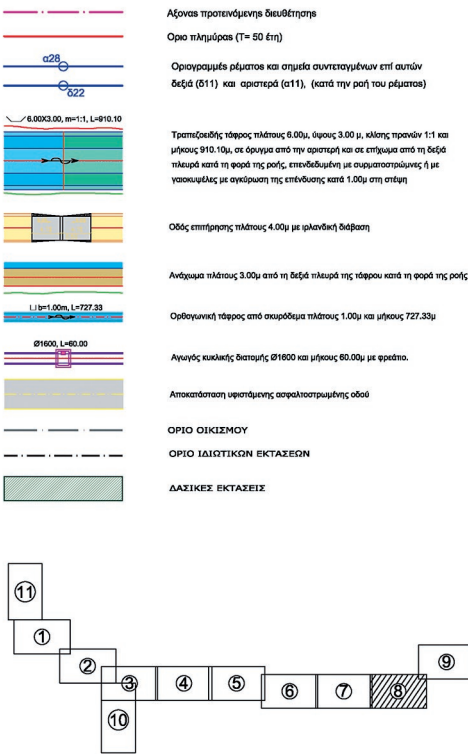 Αξονας προτεινόμενης διευθέτησης
Οριο πλημύρας (Τ= 50 έτη)
α28
δ22
Οριογραμμές ρέματος και σημεία συντεταγμένων επί αυτών
δεξιά (δ11) και αριστερά (α11), (κατά την ροή του ρέματος)
6.00X3.00, m=1:1, L=910.10
Τραπεζοειδής τάφρος πλάτους 6.00μ, ύψους 3.00 μ, κλίσης πρανών 1:1 και
μήκους 910.10μ, σε όρυγμα από την αριστερή και σε επίχωμα από τη δεξιά
πλευρά κατά τη φορά της ροής, επενδεδυμένη με συρματοστρώμνες ή με
γαιοκυψέλες με αγκύρωση της επένδυσης κατά 1.00μ στη στέψη
Οδός επιτήρησης πλάτους 4.00μ με ιρλανδική διάβαση
Ανάχωμα πλάτους 3.00μ από τη δεξιά πλευρά της τάφρου κατά τη φορά της ροής
b=1.00m, L=727.33
Ορθογωνική τάφρος από σκυρόδεμα πλάτους 1.00μ και μήκους 727.33μ
Ø1600, L=60.00
Αγωγός κυκλικής διατομής Ø1600 και μήκους 60.00μ με φρεάτιο.
Αποκατάσταση υφιστάμενης ασφαλτοστρωμένης οδού
ΟΡΙΟ ΟΙΚΙΣΜΟΥ
ΟΡΙΟ ΙΔΙΩΤΙΚΩΝ ΕΚΤΑΣΕΩΝ
ΔΑΣΙΚΕΣ ΕΚΤΑΣΕΙΣ
11
1
2
3
4
5
6
7
8
9
10